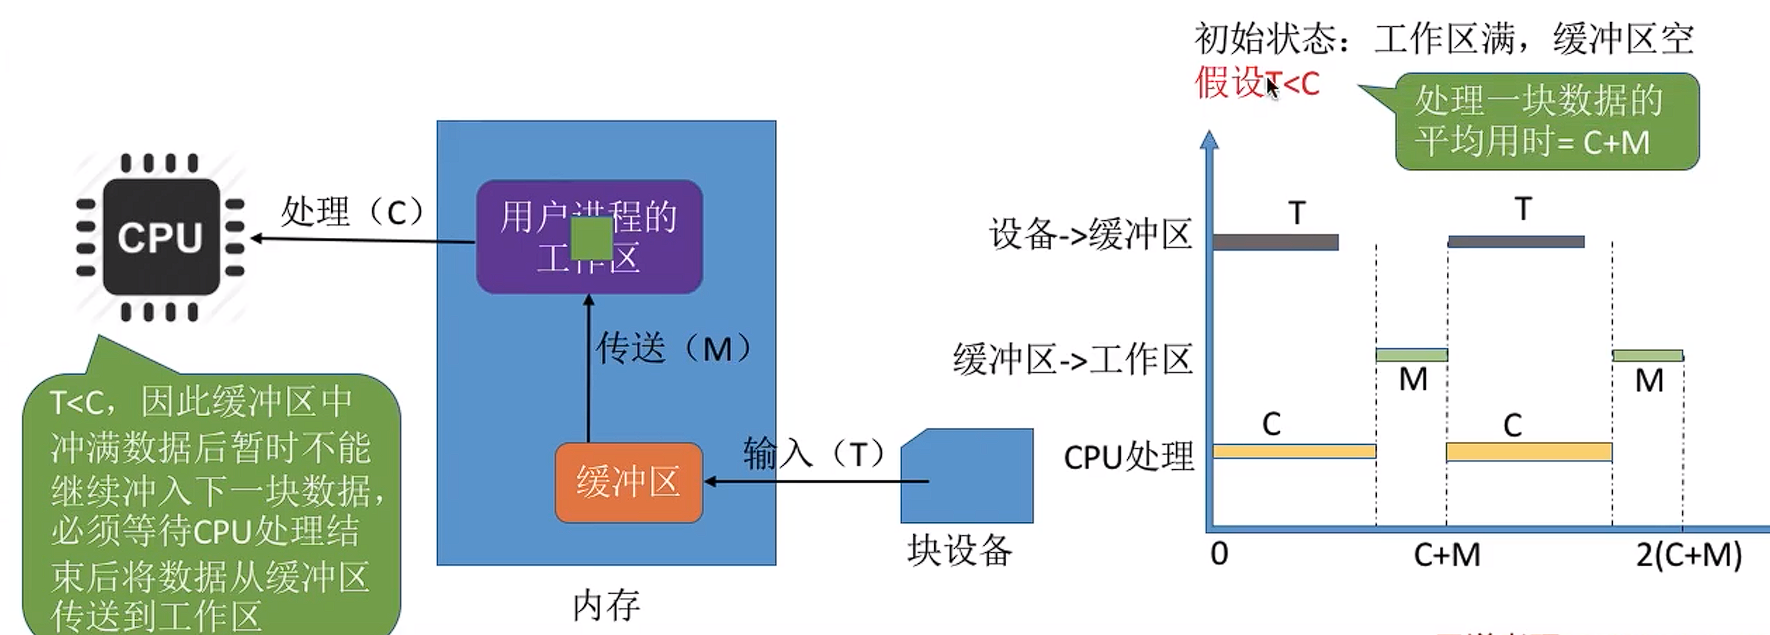 初始状态：工作区满，缓冲区空
假设T<C
处理一块数据的
平均用时= C+M
CPU
处理（C）
用户进程的
工作区
传送（M）
缓冲区
输入（T）
块设备
内存
T<C，因此缓冲区中
冲满数据后暂时不能
继续冲入下一块数据，
必须等待CPU处理结
束后将数据从缓冲区
传送到工作区
设备->缓冲区
T
T
缓冲区->工作区
M
M
CPU处理
C
C
0
C+M
2(C+M)